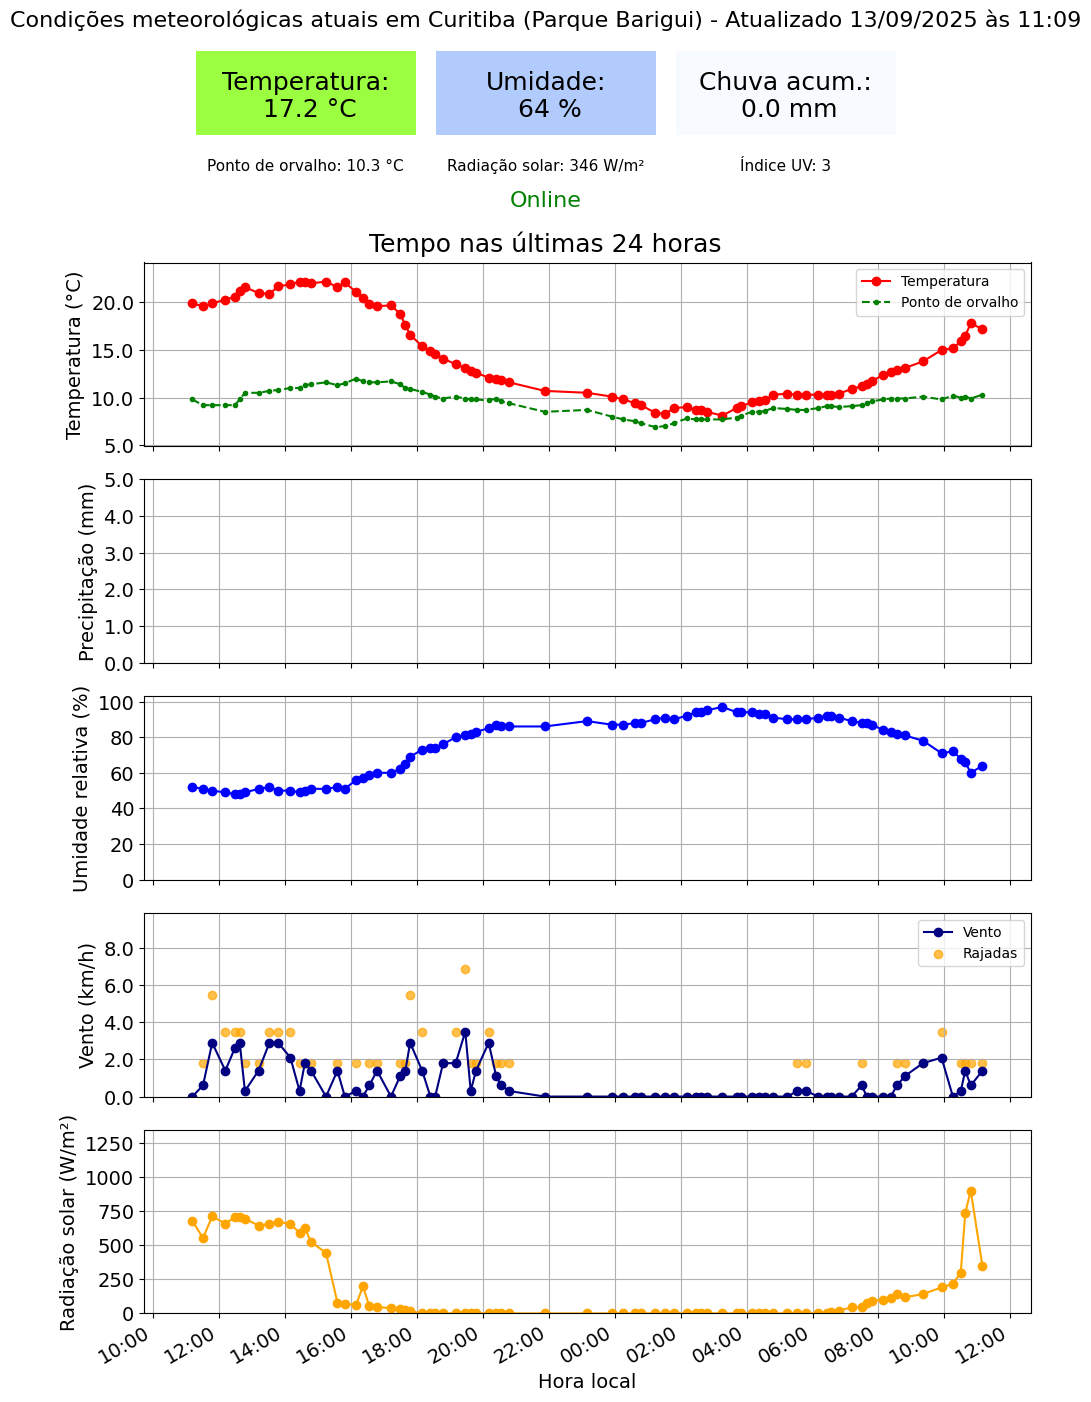 Condições meteorológicas atuais em Curitiba (Parque Barigui) - Atualizado 13/09/2025 às 11:09
Temperatura:
17.2 °C
Umidade:
64 %
Chuva acum.:
0.0 mm
Ponto de orvalho: 10.3 °C
Radiação solar: 346 W/m²
Índice UV: 3
Online
Tempo nas últimas 24 horas
Temperatura (°C)
20.0
15.0
10.0
5.0
Temperatura
Ponto de orvalho
Precipitação (mm)
5.0
4.0
3.0
2.0
1.0
0.0
Umidade relativa (%)
100
80
60
40
20
0
Vento (km/h)
8.0
6.0
4.0
2.0
0.0
Vento
Rajadas
Radiação solar (W/m²)
1250
1000
750
500
250
0
10:00
12:00
14:00
16:00
18:00
20:00
22:00
00:00
02:00
04:00
06:00
08:00
10:00
12:00
Hora local